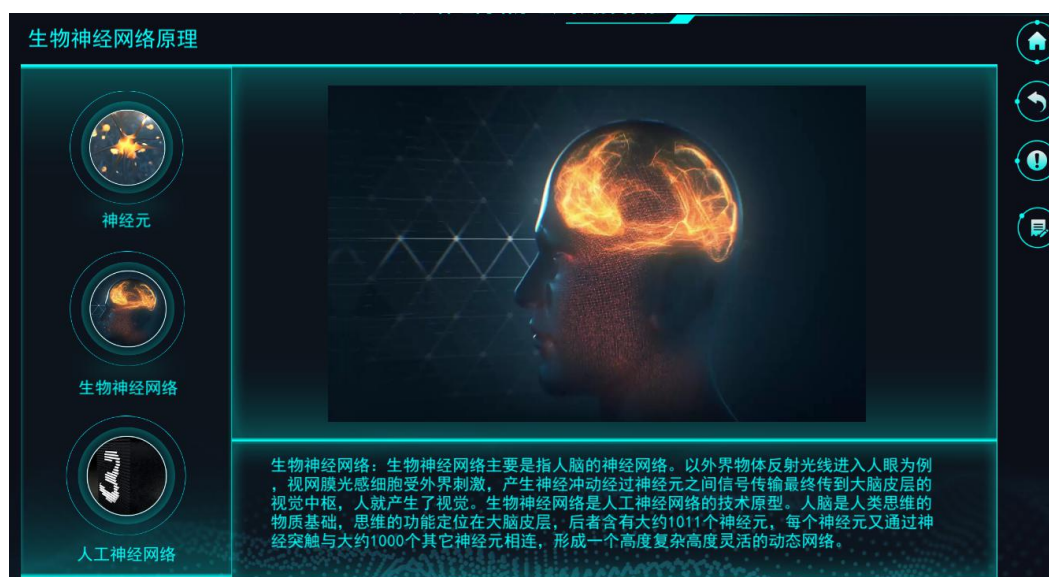 生物神经网络原理
神经元
生物神经网络
人工神经网络
生物神经网络：生物神经网络主要是指人脑的神经网络。以外界物体反射光线进入人眼为例
，视网膜光感细胞受外界刺激，产生神经冲动经过神经元之间信号传输最终传到大脑皮层的
视觉中枢，人就产生了视觉。生物神经网络是人工神经网络的技术原型。人脑是人类思维的
物质基础，思维的功能定位在大脑皮层，后者含有大约1011个神经元，每个神经元又通过神
经突触与大约1000个其它神经元相连，形成一个高度复杂高度灵活的动态网络。